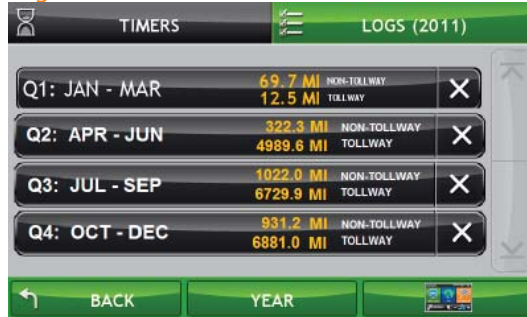 TIMERS
LOGS (2011)
Q1: JAN - MAR
69.7 MI NON-TOLLWAY
12.5 MI TOLLWAY
Q2: APR - JUN
322.3 MI NON-TOLLWAY
4989.6 MI TOLLWAY
Q3: JUL - SEP
1022.0 MI NON-TOLLWAY
6729.9 MI TOLLWAY
Q4: OCT - DEC
931.2 MI NON-TOLLWAY
6881.0 MI TOLLWAY
BACK
YEAR